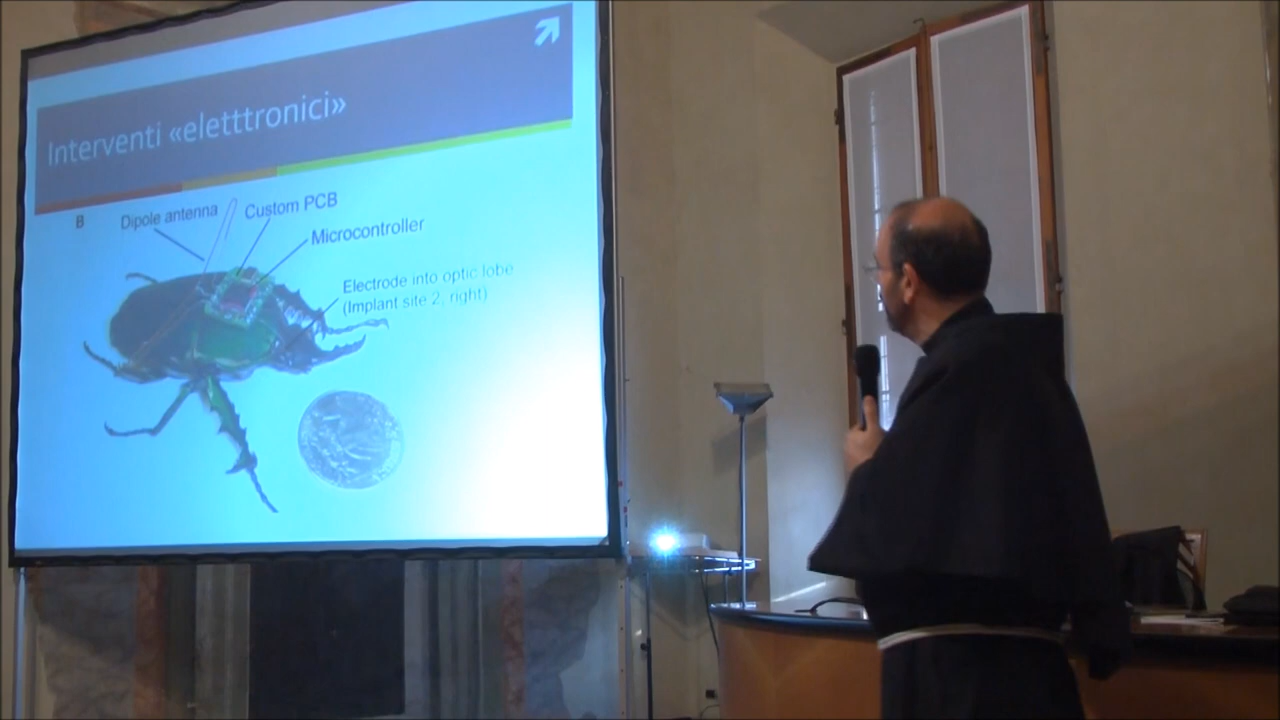 Interventi «eletttronici»
B
Dipole antenna
Custom PCB
Microcontroller
Electrode into optic lobe
(Implant site 2, right)